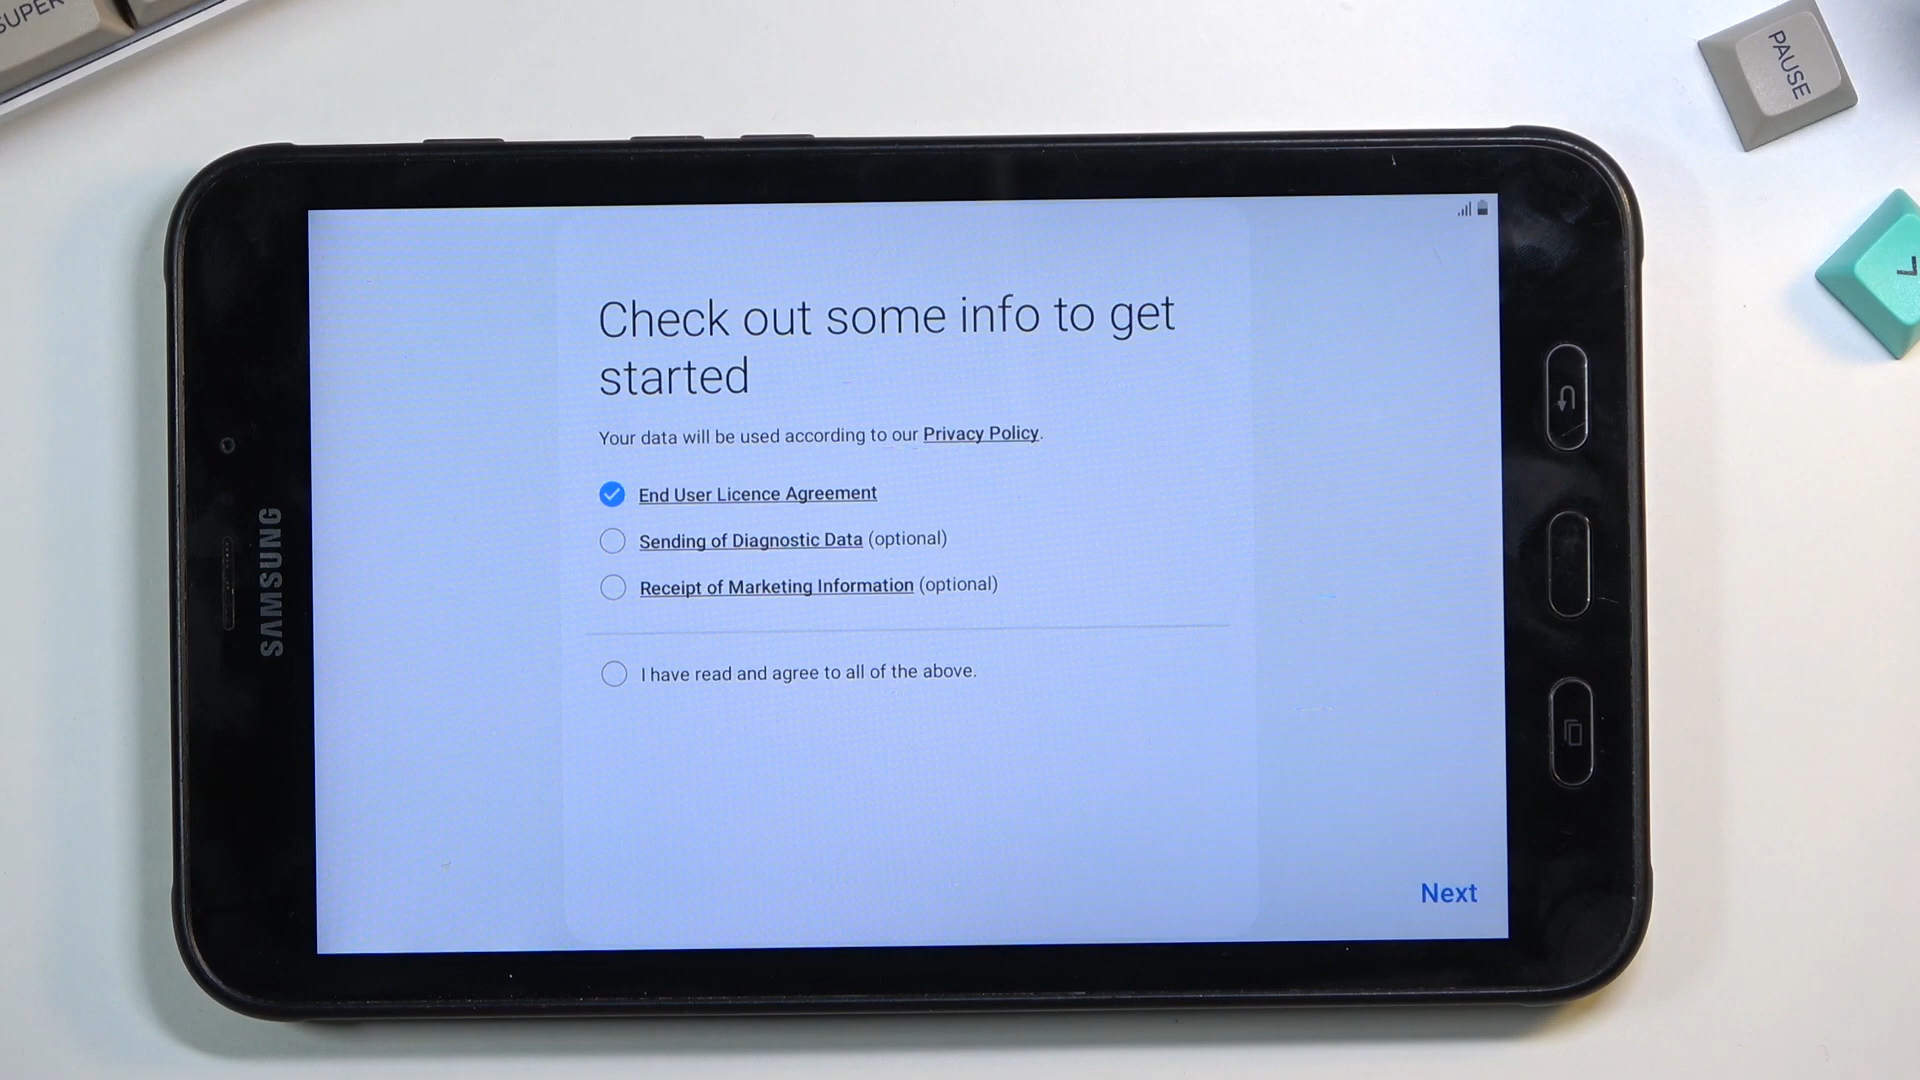 SUPER
PAUSE
SAMSUNG
Check out some info to get
started
Your data will be used according to our Privacy Policy.
End User Licence Agreement
Sending of Diagnostic Data (optional)
Receipt of Marketing Information (optional)
I have read and agree to all of the above.
Next